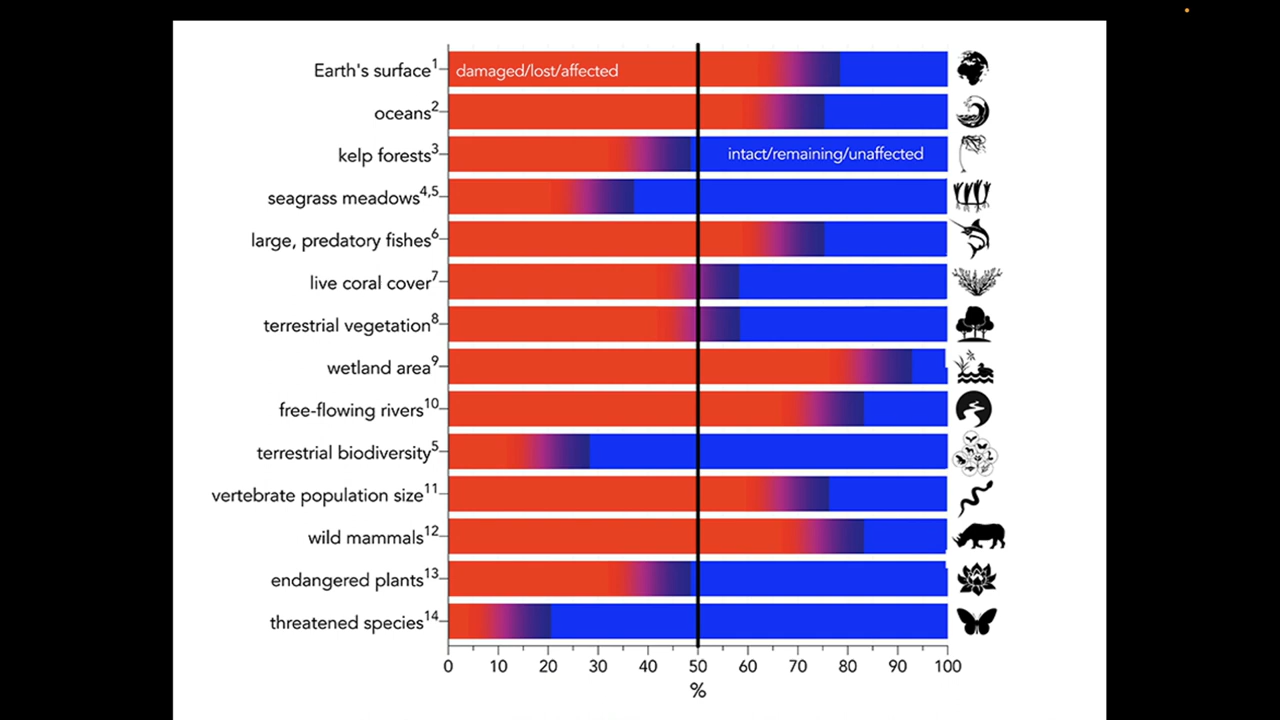 Earth's surface¹ damaged/lost/affected
oceans²
kelp forests³ intact/remaining/unaffected
seagrass meadows⁴,⁵
large, predatory fishes⁶
live coral cover⁷
terrestrial vegetation⁸
wetland area⁹
free-flowing rivers¹⁰
terrestrial biodiversity⁵
vertebrate population size¹¹
wild mammals¹²
endangered plants¹³
threatened species¹⁴
0 10 20 30 40 50 60 70 80 90 100
%